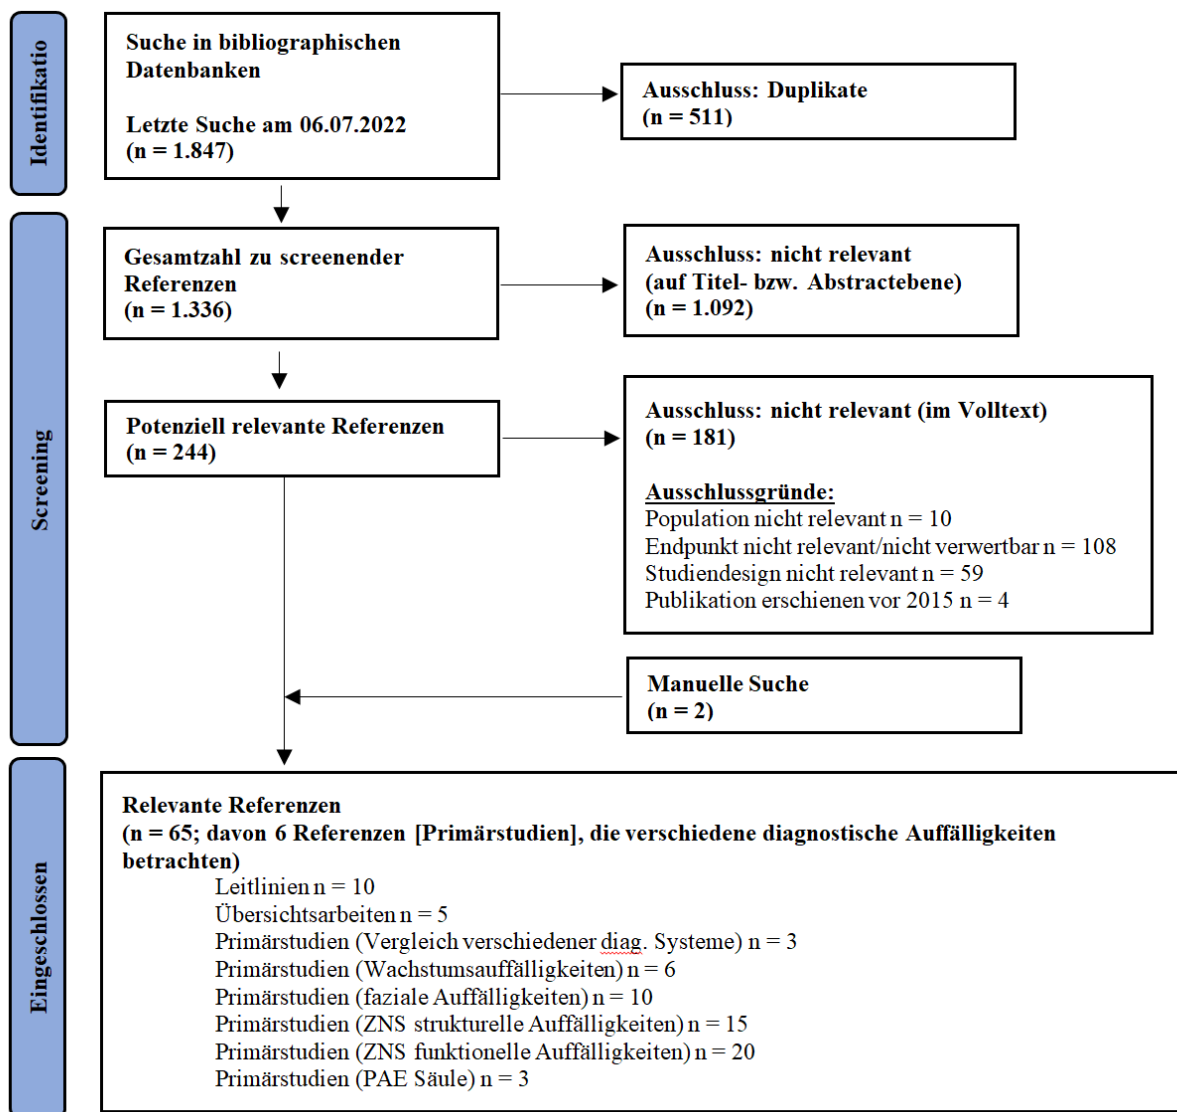 Identifikatio
Suche in bibliographischen
Datenbanken
Letzte Suche am 06.07.2022
(n = 1.847)
Ausschluss: Duplikate
(n = 511)
Screening
Gesamtzahl zu screenender
Referenzen
(n = 1.336)
Ausschluss: nicht relevant
(auf Titel- bzw. Abstractebene)
(n = 1.092)
Potenziell relevante Referenzen
(n = 244)
Ausschluss: nicht relevant (im Volltext)
(n = 181)
Ausschlussgründe:
Population nicht relevant n = 10
Endpunkt nicht relevant/nicht verwertbar n = 108
Studiendesign nicht relevant n = 59
Publikation erschienen vor 2015 n = 4
Manuelle Suche
(n = 2)
Eingeschlossen
Relevante Referenzen
(n = 65; davon 6 Referenzen [Primärstudien], die verschiedene diagnostische Auffälligkeiten
betrachten)
Leitlinien n = 10
Übersichtsarbeiten n = 5
Primärstudien (Vergleich verschiedener diag. Systeme) n = 3
Primärstudien (Wachstumsauffälligkeiten) n = 6
Primärstudien (faziale Auffälligkeiten) n = 10
Primärstudien (ZNS strukturelle Auffälligkeiten) n = 15
Primärstudien (ZNS funktionelle Auffälligkeiten) n = 20
Primärstudien (PAE Säule) n = 3